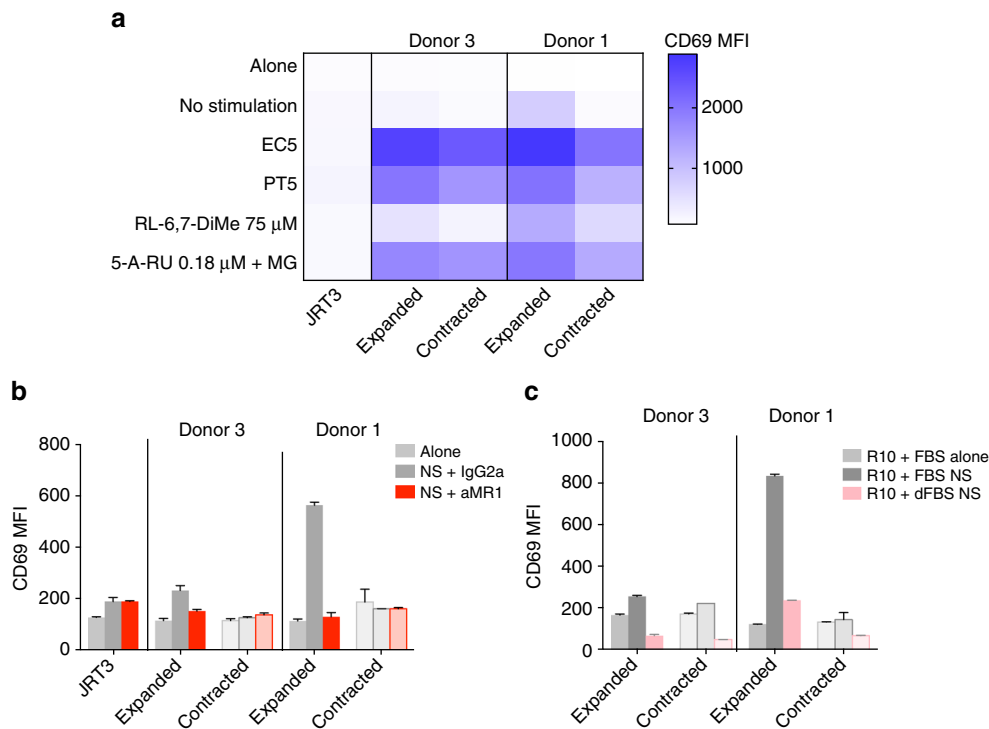 a
Donor 3 Donor 1 CD69 MFI
Alone
No stimulation
EC5
PT5
RL-6,7-DiMe 75 μM
5-A-RU 0.18 μM + MG
2000
1000
JRT3 Expanded Contracted Expanded Contracted
b
Donor 3 Donor 1
CD69 MFI
800
600
400
200
0
Alone
NS + IgG2a
NS + aMR1
JRT3 Expanded Contracted Expanded Contracted
c
Donor 3 Donor 1
CD69 MFI
1000
800
600
400
200
0
R10 + FBS alone
R10 + FBS NS
R10 + dFBS NS
Expanded Contracted Expanded Contracted